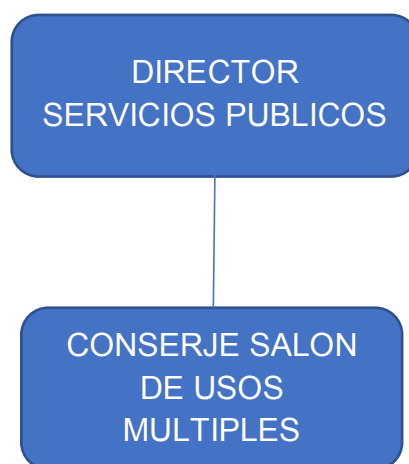 DIRECTOR
SERVICIOS PUBLICOS
CONSERJE SALON
DE USOS
MULTIPLES